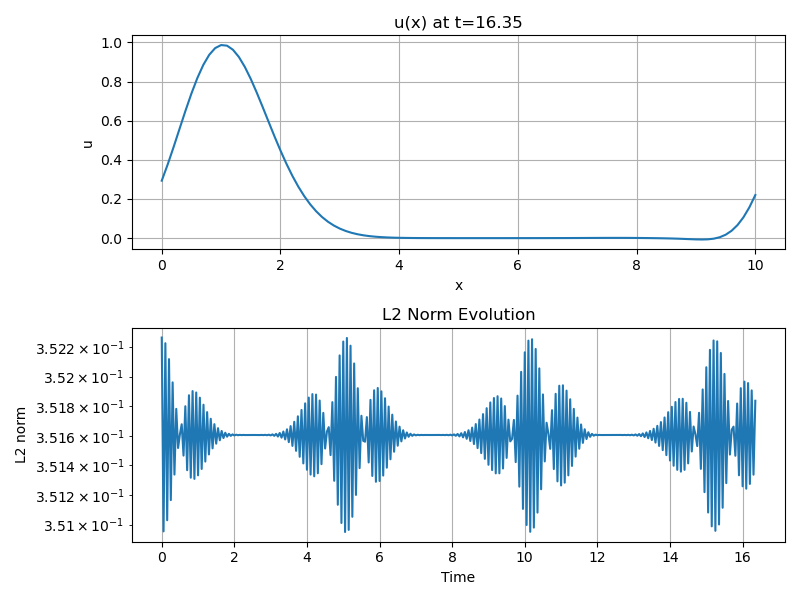 u(x) at t=16.35
u
1.0
0.8
0.6
0.4
0.2
0.0
0 2 4 6 8 10
x
L2 Norm Evolution
L2 norm
3.522 × 10⁻¹
3.52 × 10⁻¹
3.518 × 10⁻¹
3.516 × 10⁻¹
3.514 × 10⁻¹
3.512 × 10⁻¹
3.51 × 10⁻¹
0 2 4 6 8 10 12 14 16
Time